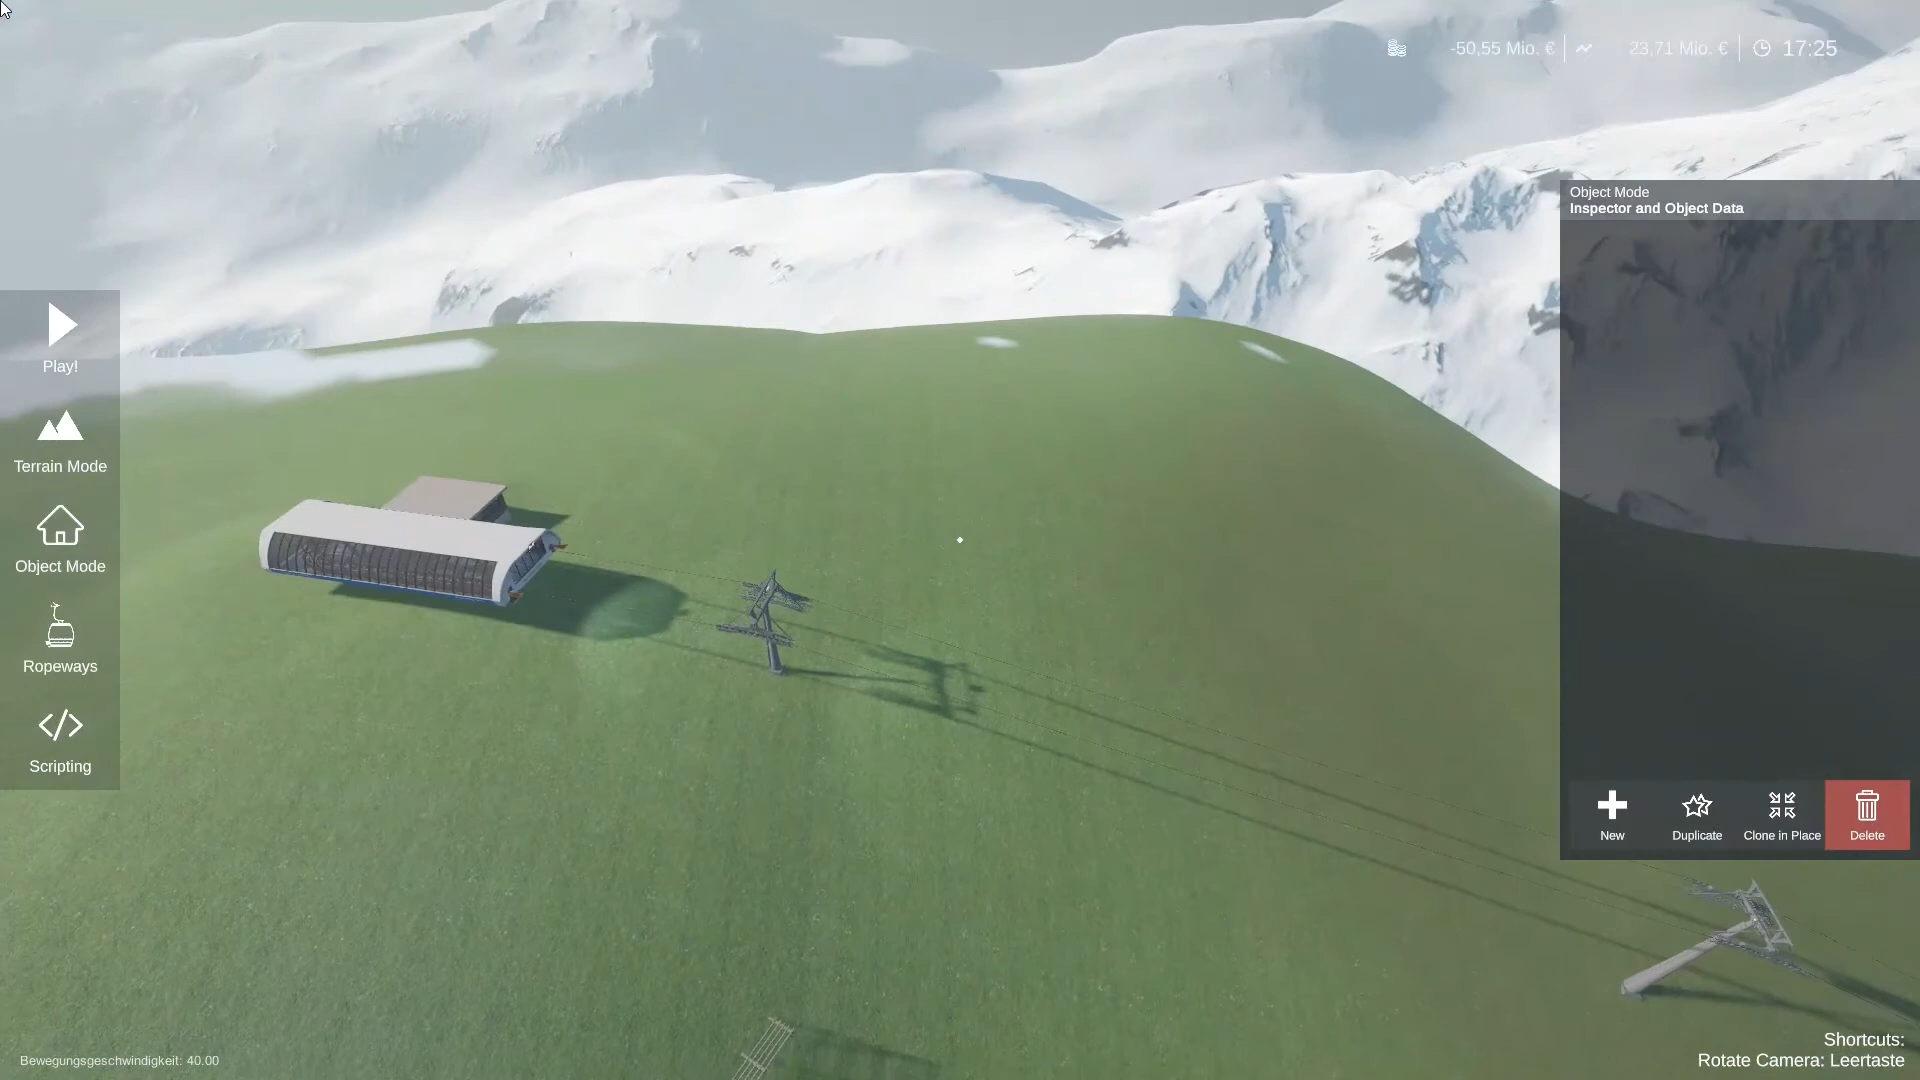 -50,55 Mio. €
23,71 Mio. €
17:25
Object Mode
Inspector and Object Data
Play!
Terrain Mode
Object Mode
Ropeways
Scripting
New
Duplicate
Clone in Place
Delete
Bewegungsgeschwindigkeit: 40.00
Shortcuts:
Rotate Camera: Leertaste